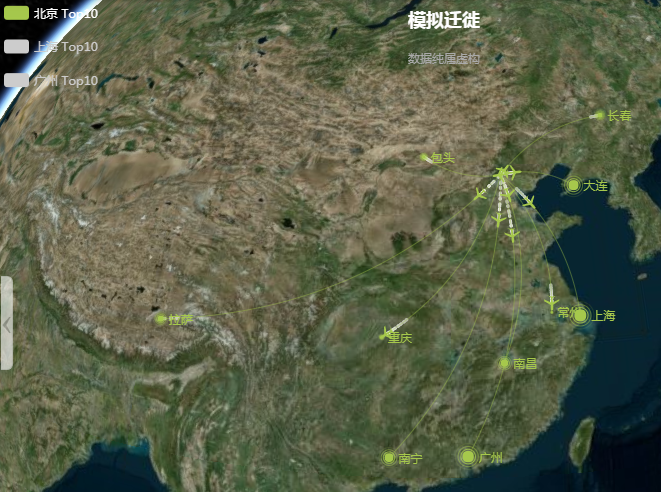 北京 Top10
上海 Top10
广州 Top10
模拟迁徙
数据纯属虚构
长春
包头
大连
拉萨
常州
上海
重庆
南昌
南宁
广州